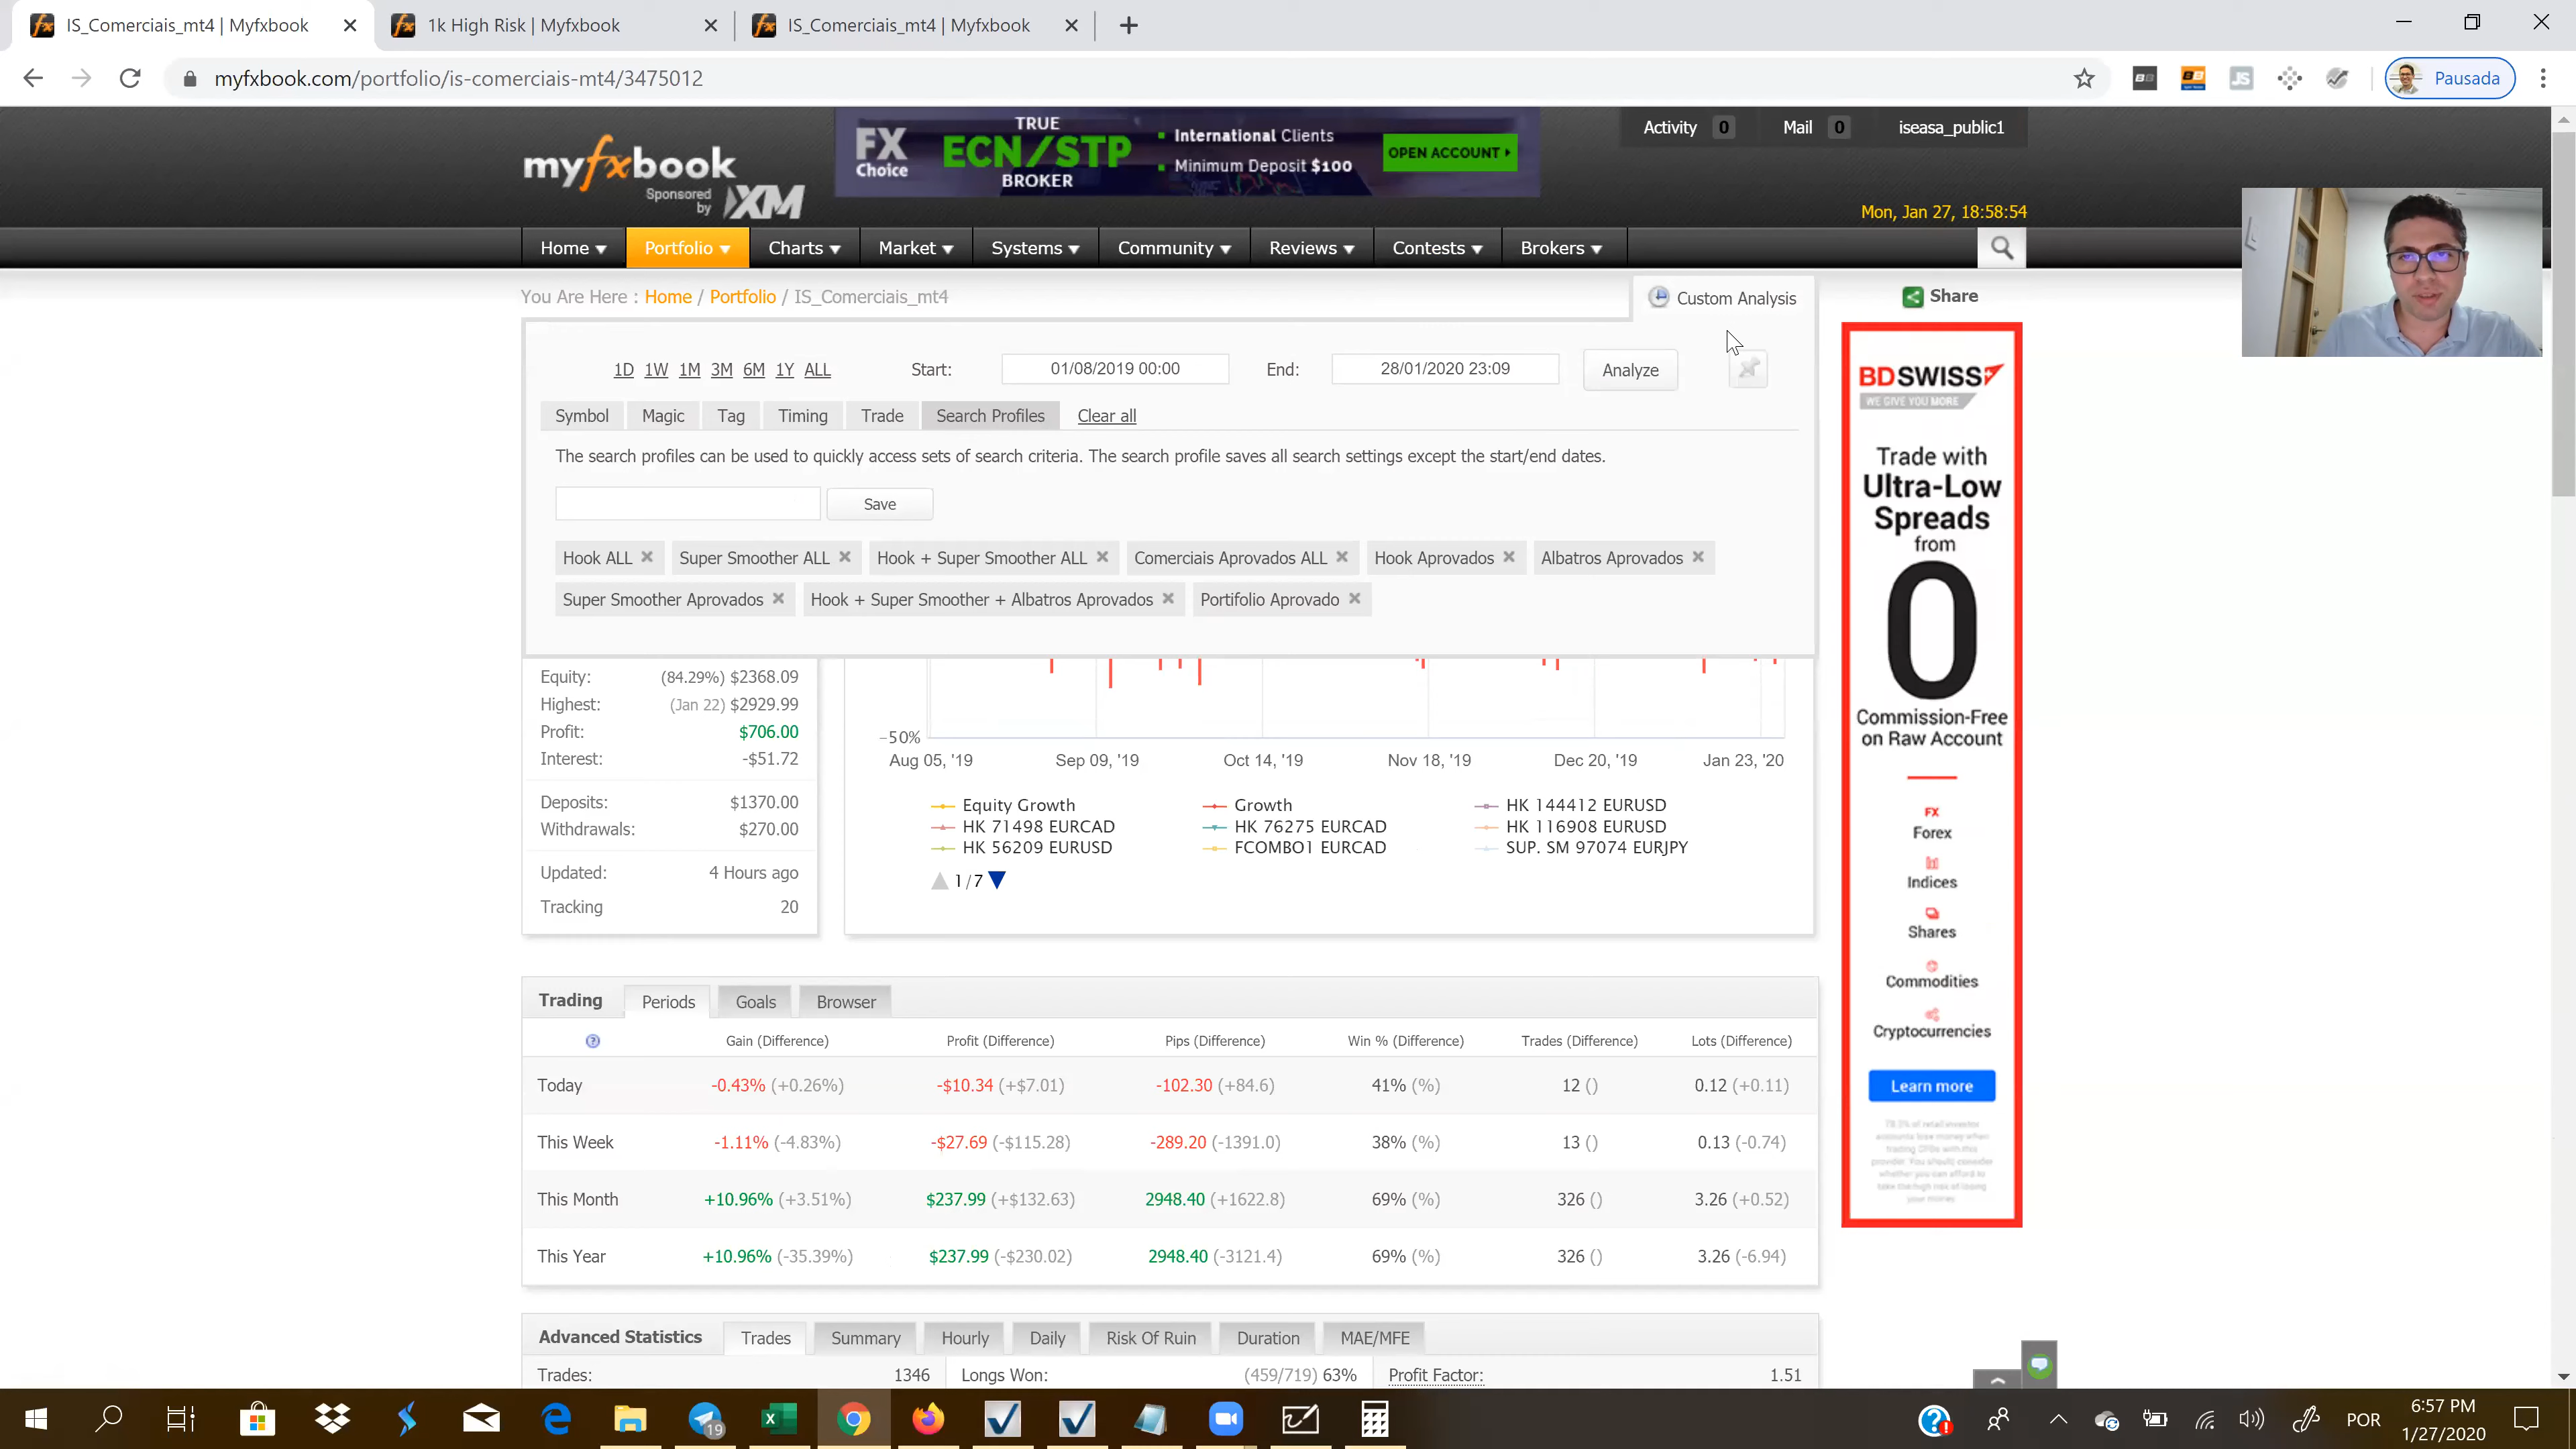 IS_Comerciais_mt4 | Myfxbook
1k High Risk | Myfxbook
IS_Comerciais_mt4 | Myfxbook
myfxbook.com/portfolio/is-comerciais-mt4/3475012
Pausada
myfxbook
Sponsored by XM
FX Choice
TRUE
ECN/STP
BROKER
International Clients
Minimum Deposit $100
OPEN ACCOUNT
Activity 0 Mail 0 iseasa_public1
Mon, Jan 27, 18:58:54
Home Portfolio Charts Market Systems Community Reviews Contests Brokers
You Are Here : Home / Portfolio / IS_Comerciais_mt4
Custom Analysis
Share
1D 1W 1M 3M 6M 1Y ALL Start: 01/08/2019 00:00 End: 28/01/2020 23:09 Analyze
Symbol Magic Tag Timing Trade Search Profiles Clear all
The search profiles can be used to quickly access sets of search criteria. The search profile saves all search settings except the start/end dates.
Save
Hook ALL Super Smoother ALL Hook + Super Smoother ALL Comerciais Aprovados ALL Hook Aprovados Albatros Aprovados
Super Smoother Aprovados Hook + Super Smoother + Albatros Aprovados Portifolio Aprovado
Equity: (84.29%) $2368.09
Highest: (Jan 22) $2929.99
Profit: $706.00
Interest: -$51.72
Deposits: $1370.00
Withdrawals: $270.00
Updated: 4 Hours ago
Tracking 20
-50%
Aug 05, '19 Sep 09, '19 Oct 14, '19 Nov 18, '19 Dec 20, '19 Jan 23, '20
Equity Growth Growth HK 144412 EURUSD
HK 71498 EURCAD HK 76275 EURCAD HK 116908 EURUSD
HK 56209 EURUSD FCOMBO1 EURCAD SUP. SM 97074 EURJPY
1/7
Trading Periods Goals Browser
Gain (Difference) Profit (Difference) Pips (Difference) Win % (Difference) Trades (Difference) Lots (Difference)
Today -0.43% (+0.26%) -$10.34 (+$7.01) -102.30 (+84.6) 41% (%) 12 () 0.12 (+0.11)
This Week -1.11% (-4.83%) -$27.69 (-$115.28) -289.20 (-1391.0) 38% (%) 13 () 0.13 (-0.74)
This Month +10.96% (+3.51%) $237.99 (+$132.63) 2948.40 (+1622.8) 69% (%) 326 () 3.26 (+0.52)
This Year +10.96% (-35.39%) $237.99 (-$230.02) 2948.40 (-3121.4) 69% (%) 326 () 3.26 (-6.94)
Advanced Statistics Trades Summary Hourly Daily Risk Of Ruin Duration MAE/MFE
Trades: 1346 Longs Won: (459/719) 63% Profit Factor: 1.51
BDSWISS
WE GIVE YOU MORE
Trade with
Ultra-Low
Spreads
from
0
Commission-Free
on Raw Account
FX
Forex
Indices
Shares
Commodities
Cryptocurrencies
Learn more
19
POR
6:57 PM
1/27/2020